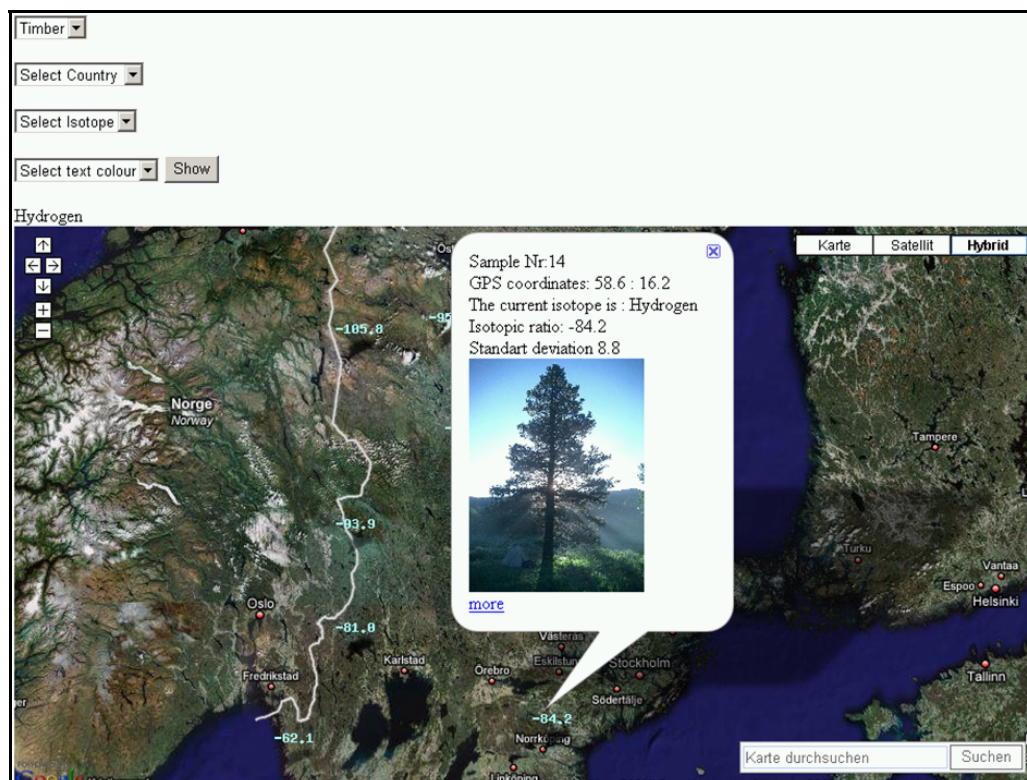 Timber
Select Country
Select Isotope
Select text colour Show
Hydrogen
Karte Satellit Hybrid
Sample Nr:14
GPS coordinates: 58.6 : 16.2
The current isotope is : Hydrogen
Isotopic ratio: -84.2
Standart deviation 8.8
more
-105.8
Norge
Norway
Tampere
-93.9
Turku
Vantaa
Espoo
Helsinki
Oslo
-81.0
Västerås
Karlstad
Örebro
Stockholm
Fredrikstad
Tallinn
Södertälje
-84.2
-62.1
Norrköping
Linköping
Karte durchsuchen Suchen
Google